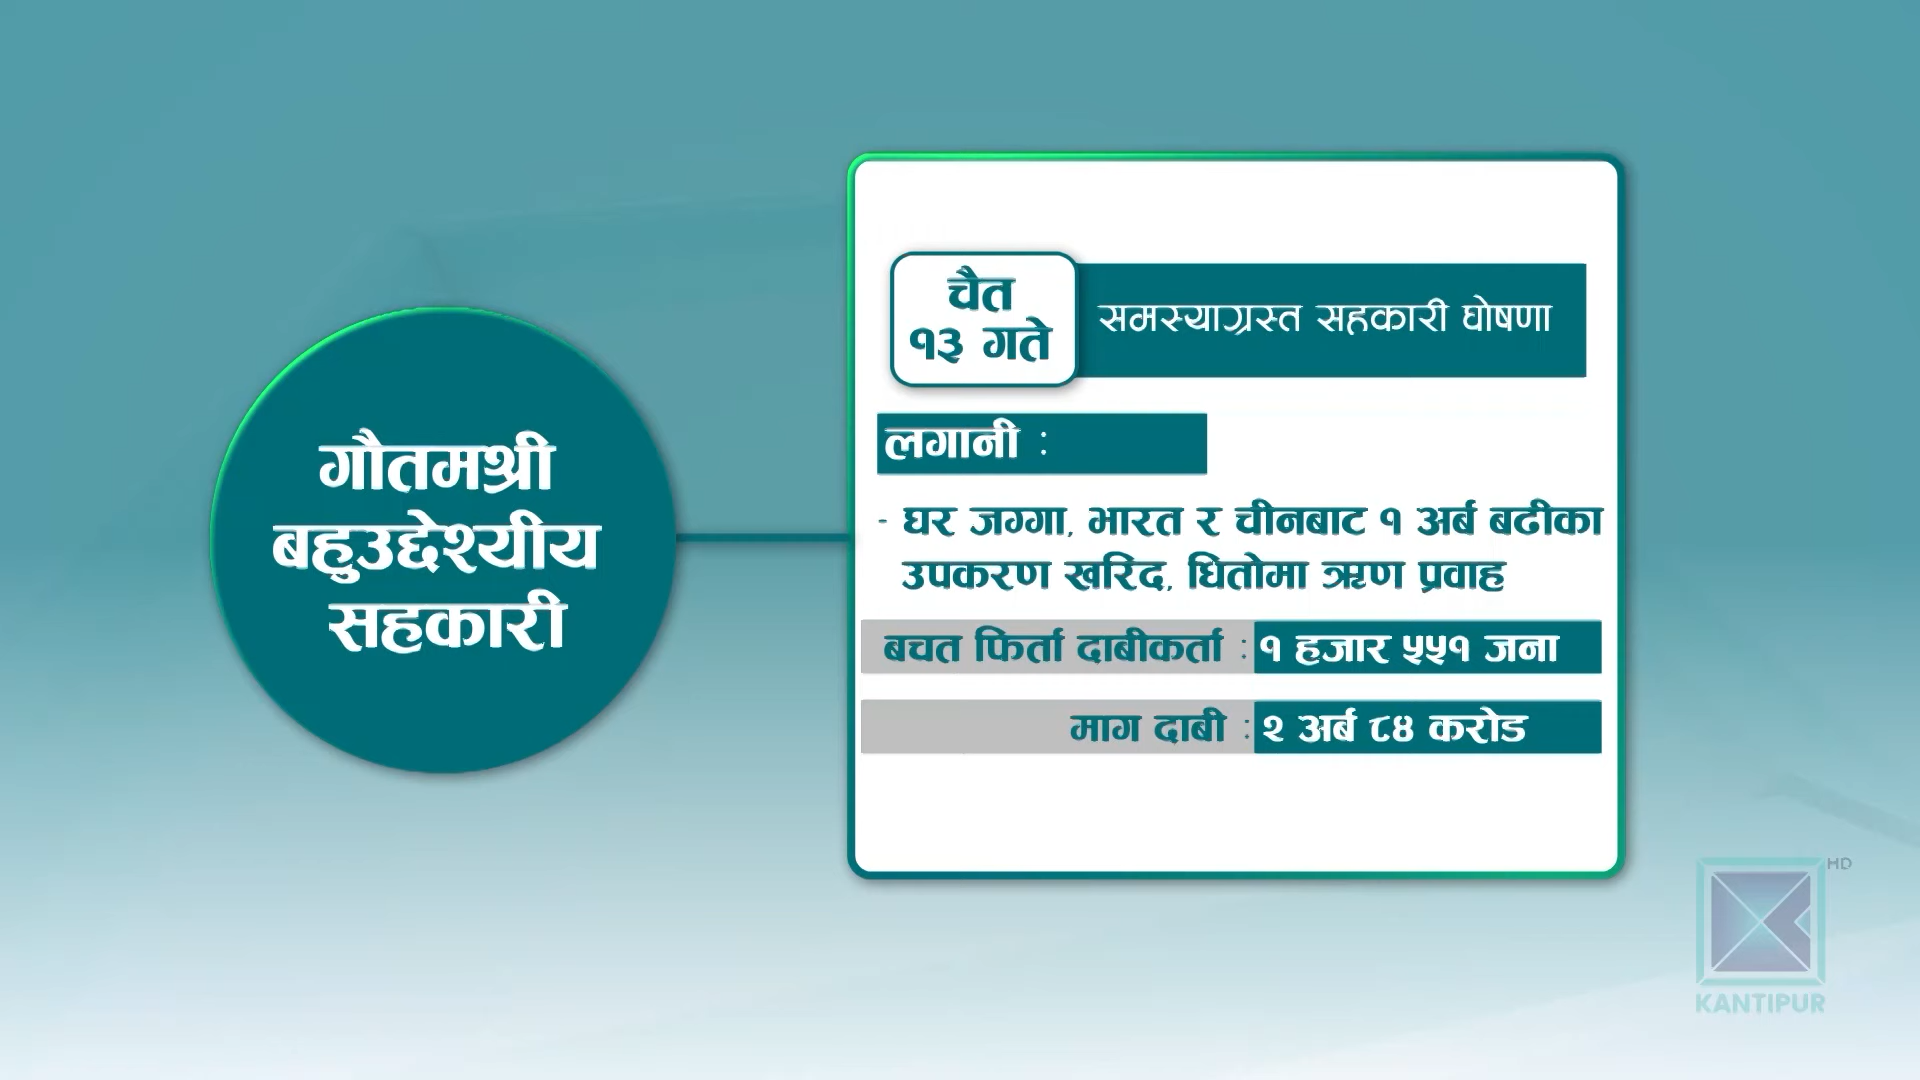 गौतमश्री
बहुउद्देश्यीय
सहकारी
चैत
१३ गते
समस्याग्रस्त सहकारी घोषणा
लगानी :
- घर जग्गा, भारत र चीनबाट १ अर्ब बढीका
उपकरण खरिद, धितोमा ऋण प्रवाह
बचत फिर्ता दाबीकर्ता : १ हजार ५५१ जना
माग दाबी : २ अर्ब ८४ करोड
HD
KANTIPUR